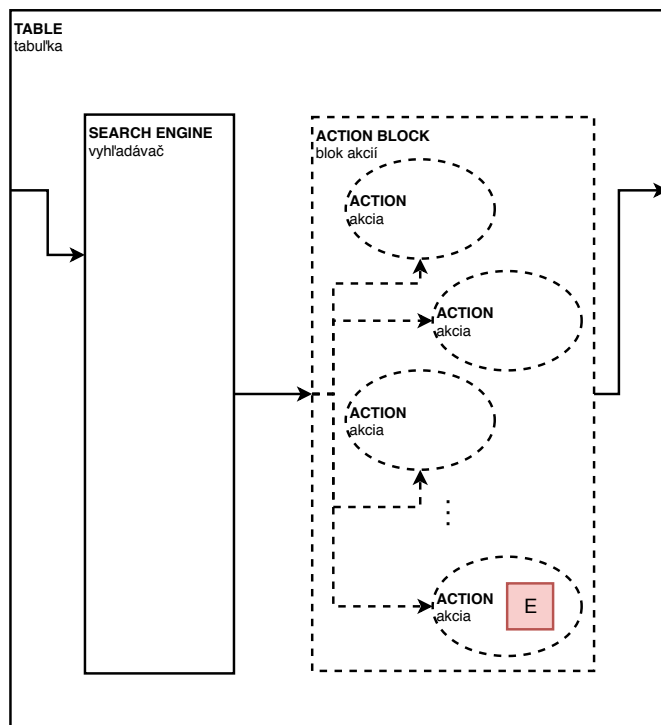 TABLE
tabuľka
SEARCH ENGINE
vyhľadávač
ACTION BLOCK
blok akcií
ACTION
akcia
ACTION
akcia
ACTION
akcia
ACTION
akcia
E